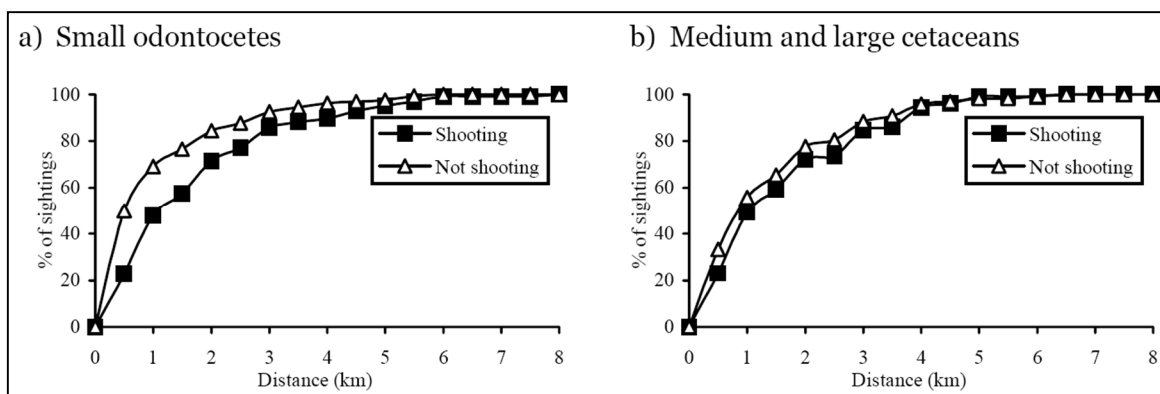 a) Small odontocetes
100
80
60
40
20
0
% of sightings
0 1 2 3 4 5 6 7 8
Distance (km)
Shooting
Not shooting
b) Medium and large cetaceans
100
80
60
40
20
0
% of sightings
0 1 2 3 4 5 6 7 8
Distance (km)
Shooting
Not shooting